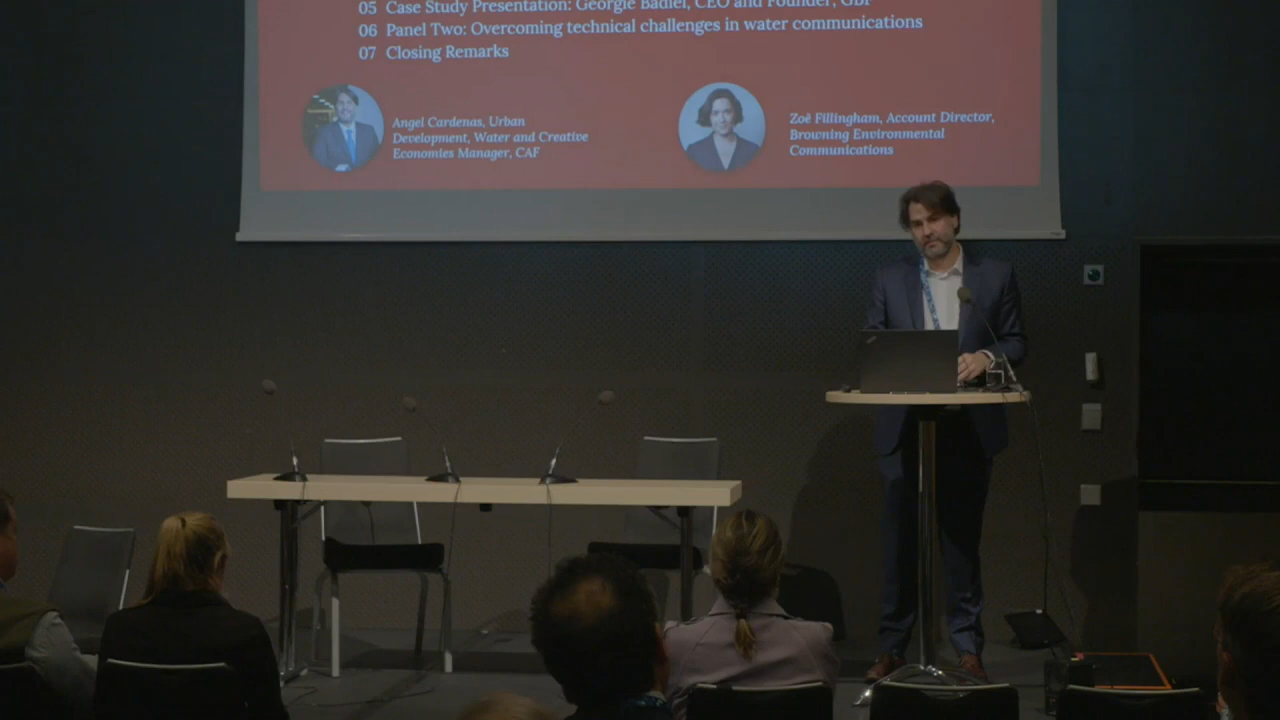 05 Case Study Presentation: Georgie Badiel, CEO and Founder, GBF
06 Panel Two: Overcoming technical challenges in water communications
07 Closing Remarks
Angel Cardenas, Urban
Development, Water and Creative
Economies Manager, CAF
Zoë Fillingham, Account Director,
Browning Environmental
Communications